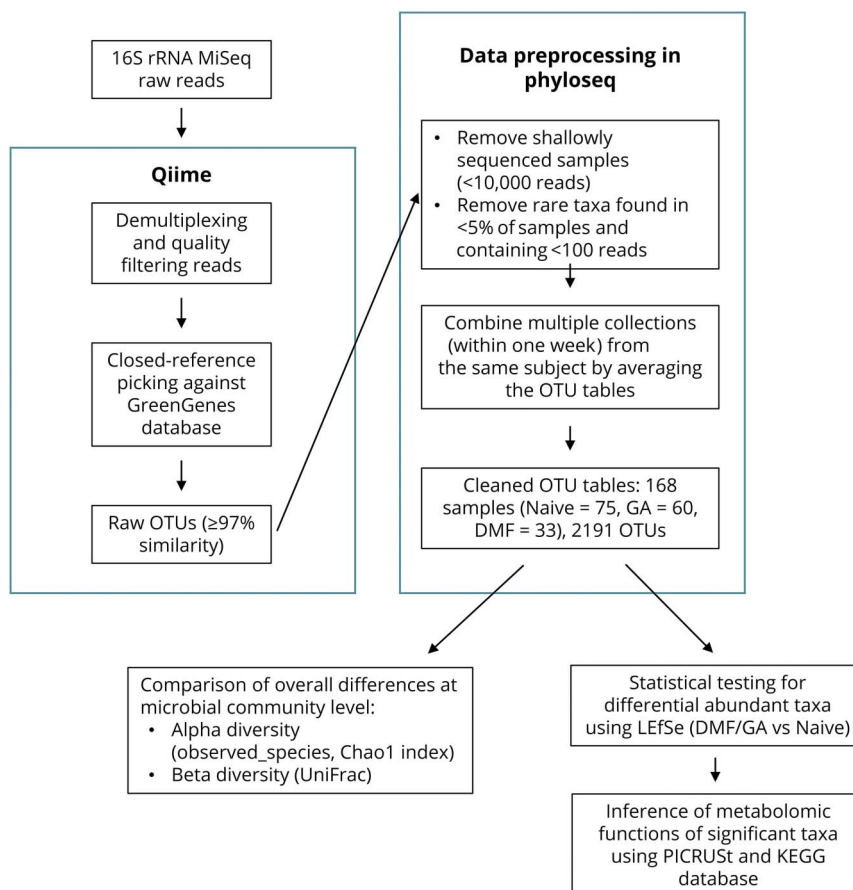 16S rRNA MiSeq
raw reads
Qiime
Demultiplexing
and quality
filtering reads
Closed-reference
picking against
GreenGenes
database
Raw OTUs (≥97%
similarity)
Data preprocessing in
phyloseq
• Remove shallowly
sequenced samples
(<10,000 reads)
• Remove rare taxa found in
<5% of samples and
containing <100 reads
Combine multiple collections
(within one week) from
the same subject by averaging
the OTU tables
Cleaned OTU tables: 168
samples (Naive = 75, GA = 60,
DMF = 33), 2191 OTUs
Comparison of overall differences at
microbial community level:
• Alpha diversity
(observed_species, Chao1 index)
• Beta diversity (UniFrac)
Statistical testing for
differential abundant taxa
using LEfSe (DMF/GA vs Naive)
Inference of metabolomic
functions of significant taxa
using PICRUSt and KEGG
database